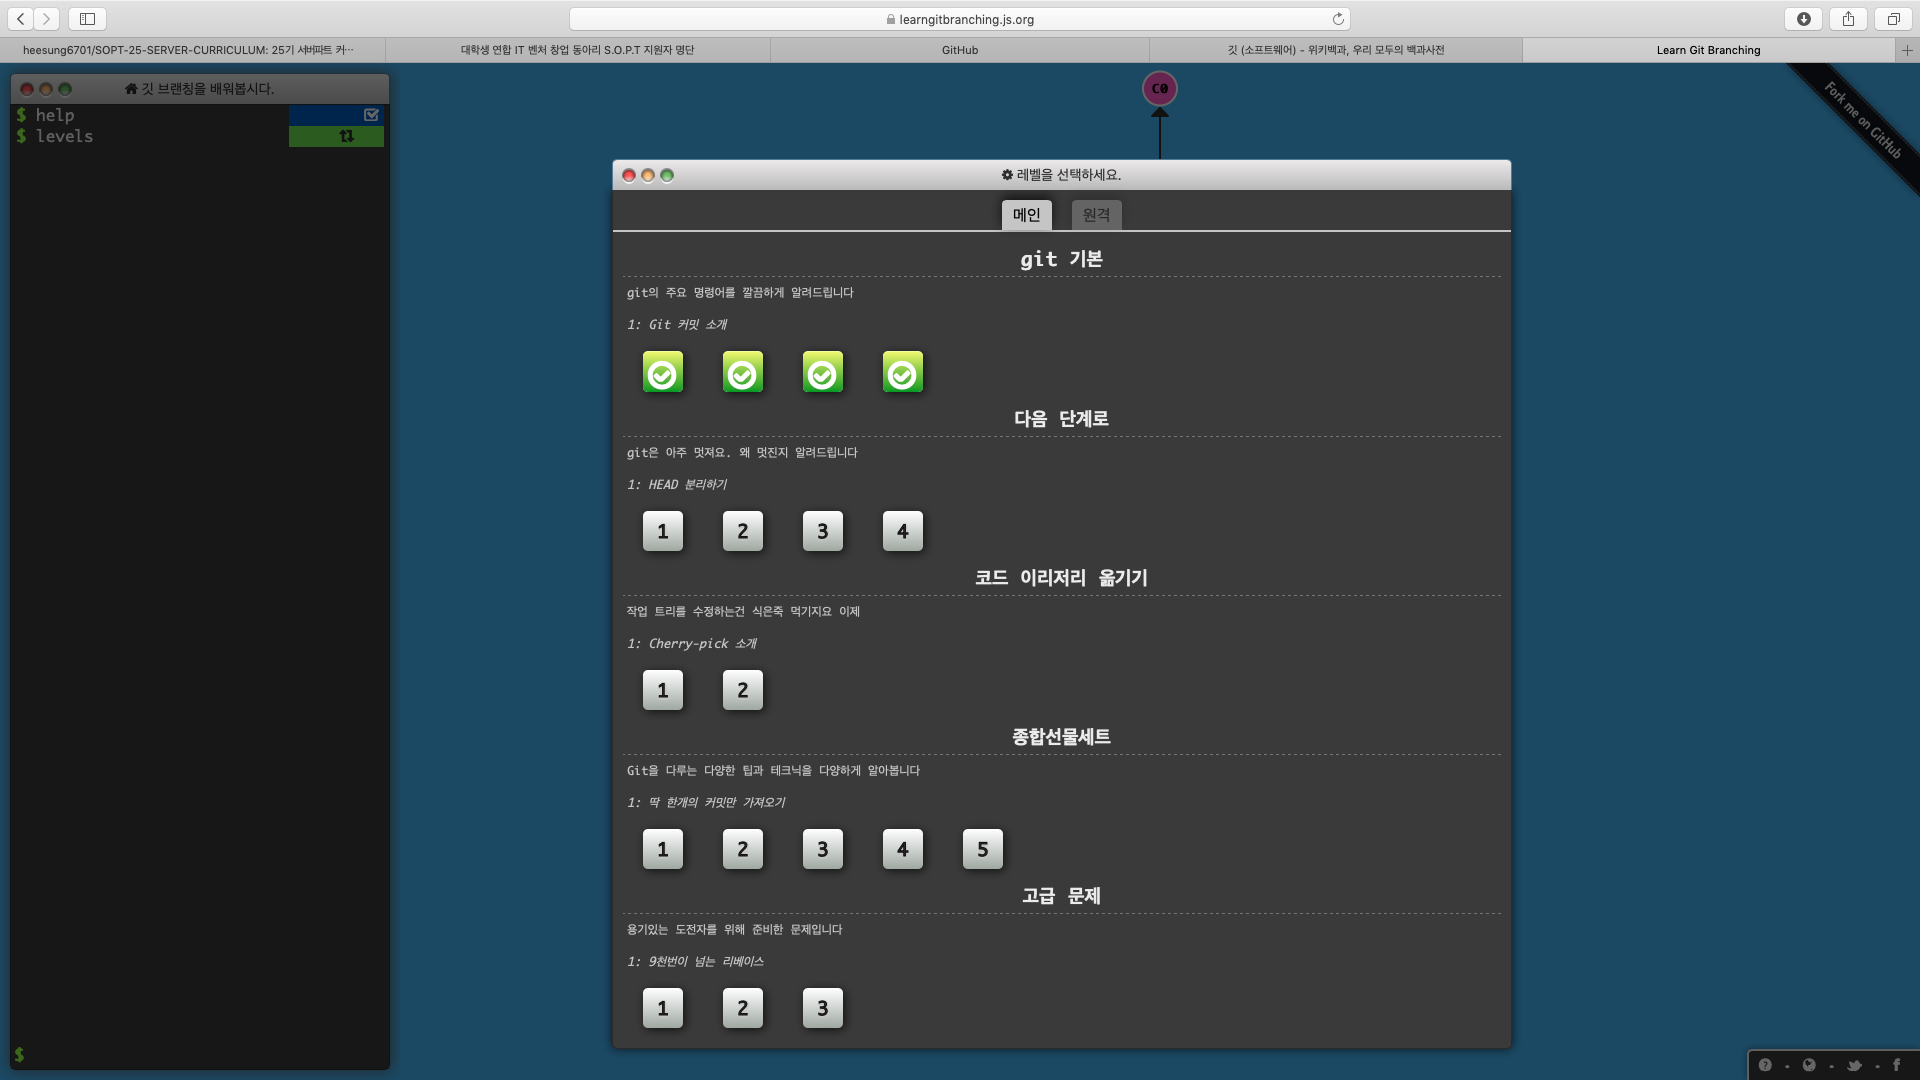 learngitbranching.js.org
heesung6701/SOPT-25-SERVER-CURRICULUM: 25기 서버파트 커…
대학생 연합 IT 벤처 창업 동아리 S.O.P.T 지원자 명단
GitHub
깃 (소프트웨어) - 위키백과, 우리 모두의 백과사전
Learn Git Branching
깃 브랜칭을 배워봅시다.
$ help
$ levels
$
C0
Fork me on GitHub
레벨을 선택하세요.
메인
원격
git 기본
git의 주요 명령어를 깔끔하게 알려드립니다
1: Git 커밋 소개
다음 단계로
git은 아주 멋져요. 왜 멋진지 알려드립니다
1: HEAD 분리하기
1 2 3 4
코드 이리저리 옮기기
작업 트리를 수정하는건 식은죽 먹기지요 이제
1: Cherry-pick 소개
1 2
종합선물세트
Git을 다루는 다양한 팁과 테크닉을 다양하게 알아봅니다
1: 딱 한개의 커밋만 가져오기
1 2 3 4 5
고급 문제
용기있는 도전자를 위해 준비한 문제입니다
1: 9천번이 넘는 리베이스
1 2 3